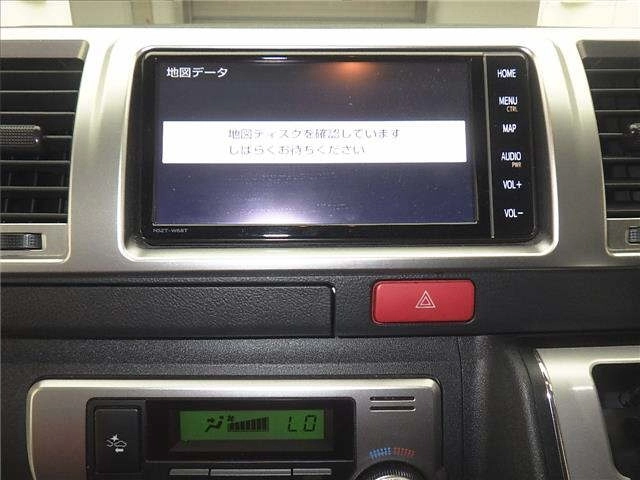 地図データ
地図ディスクを確認しています
しばらくお待ちください
HOME
MENU
CTRL
MAP
AUDIO
PWR
VOL+
VOL−
NSZT-W68T
LO